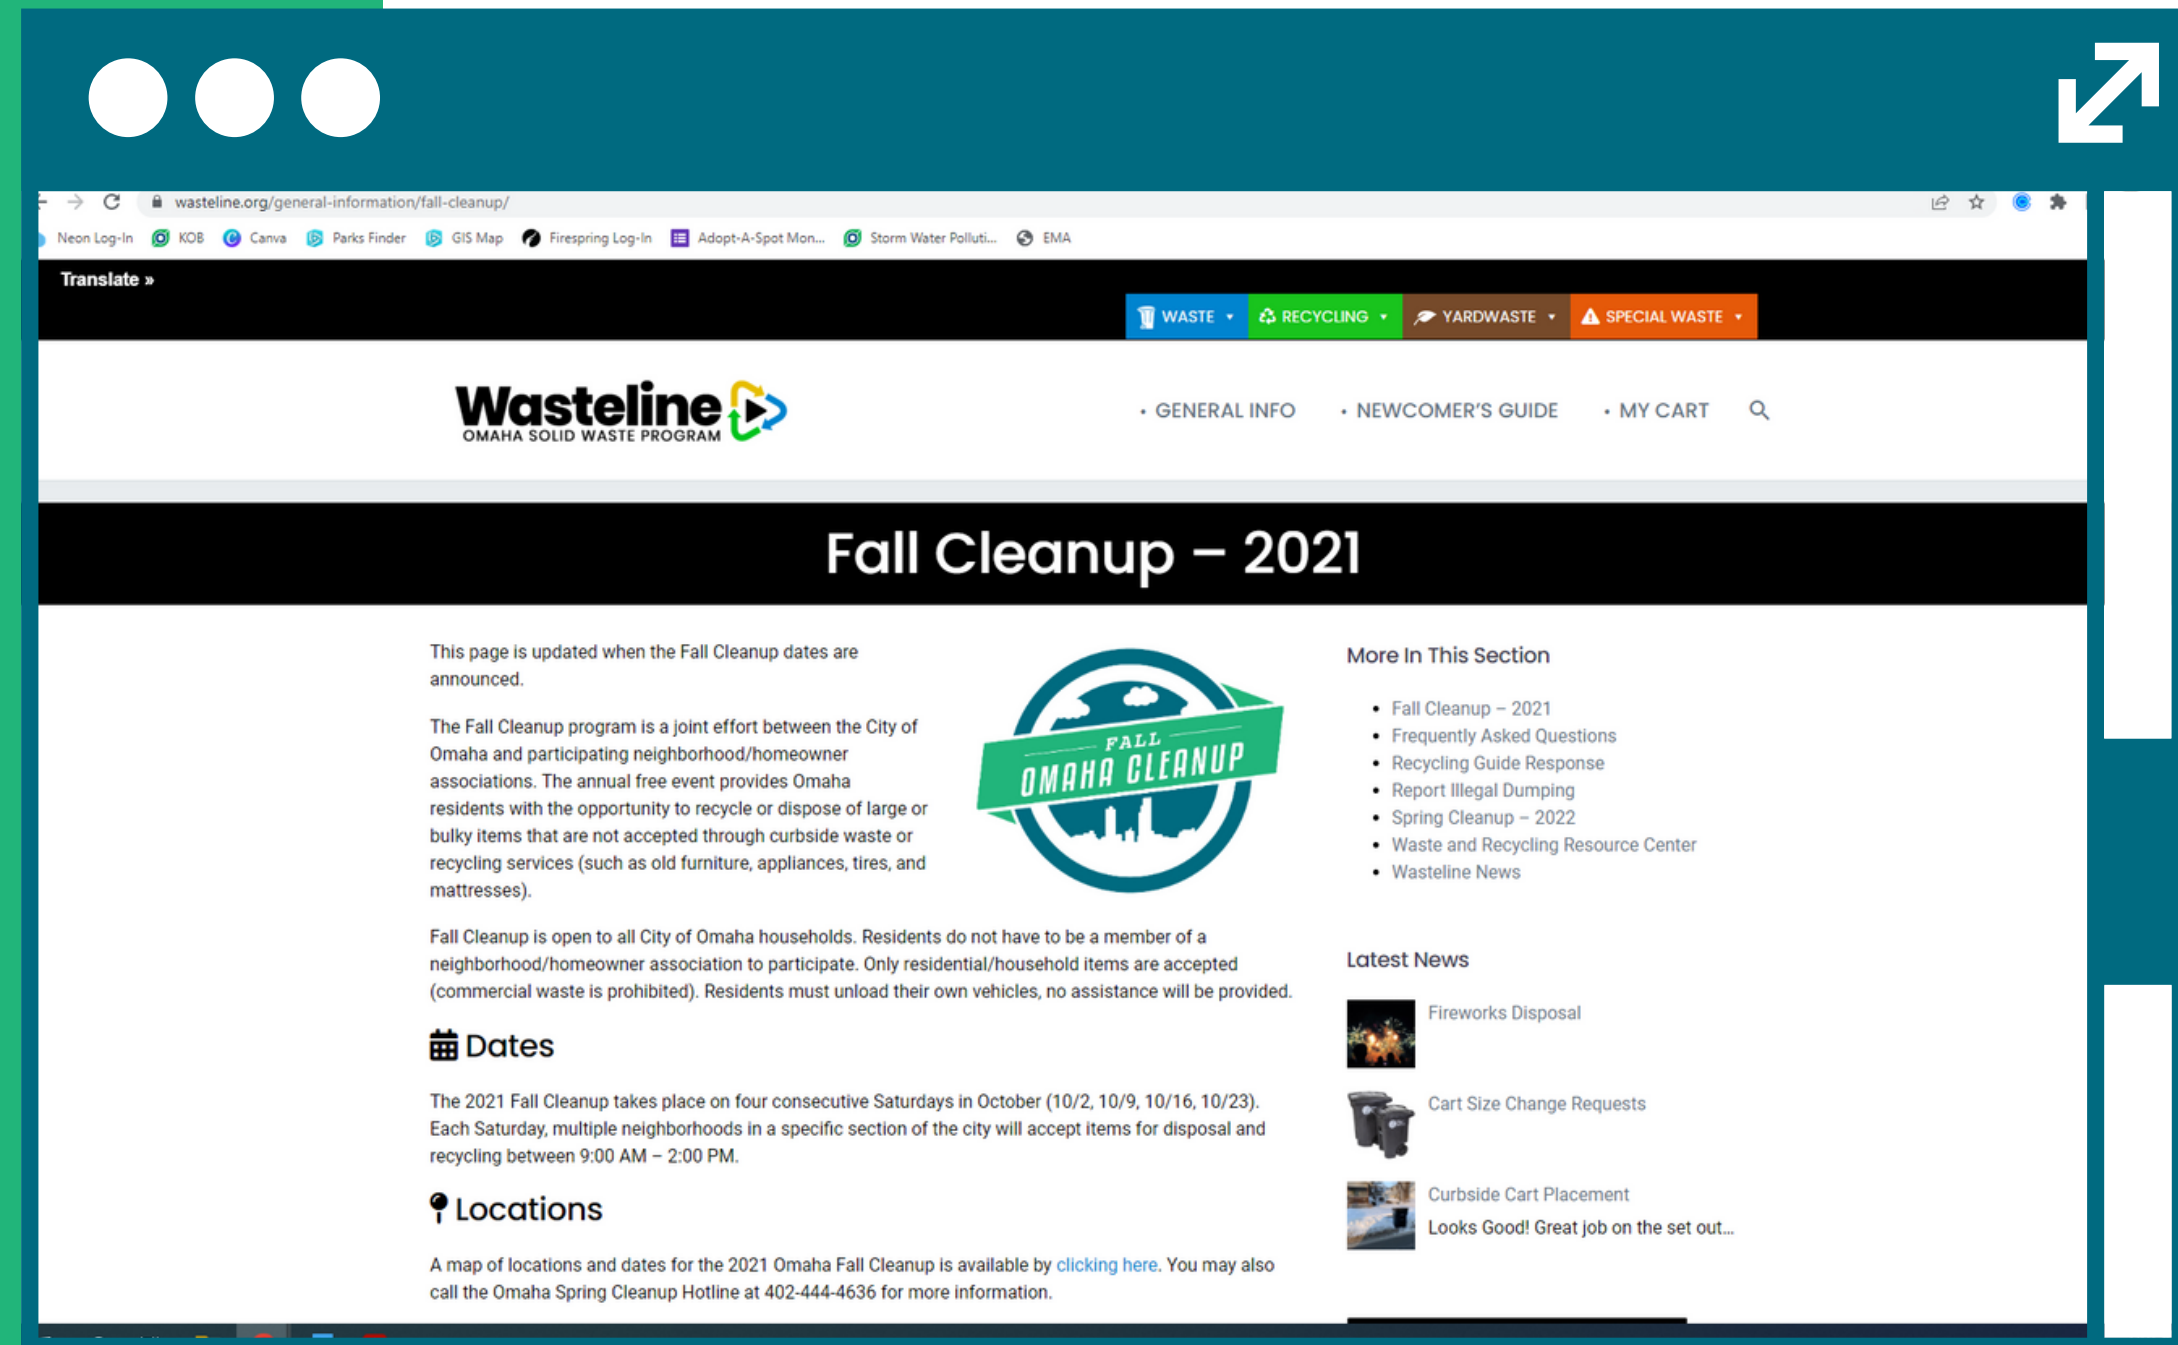 wasteline.org/general-information/fall-cleanup/
Neon Log-In KOB Canva Parks Finder GIS Map Firespring Log-In Adopt-A-Spot Mon... Storm Water Polluti... EMA
Translate »
WASTE RECYCLING YARDWASTE SPECIAL WASTE
Wasteline
OMAHA SOLID WASTE PROGRAM
• GENERAL INFO • NEWCOMER'S GUIDE • MY CART
Fall Cleanup – 2021
This page is updated when the Fall Cleanup dates are
announced.
The Fall Cleanup program is a joint effort between the City of
Omaha and participating neighborhood/homeowner
associations. The annual free event provides Omaha
residents with the opportunity to recycle or dispose of large or
bulky items that are not accepted through curbside waste or
recycling services (such as old furniture, appliances, tires, and
mattresses).
FALL
OMAHA CLEANUP
Fall Cleanup is open to all City of Omaha households. Residents do not have to be a member of a
neighborhood/homeowner association to participate. Only residential/household items are accepted
(commercial waste is prohibited). Residents must unload their own vehicles, no assistance will be provided.
Dates
The 2021 Fall Cleanup takes place on four consecutive Saturdays in October (10/2, 10/9, 10/16, 10/23).
Each Saturday, multiple neighborhoods in a specific section of the city will accept items for disposal and
recycling between 9:00 AM – 2:00 PM.
Locations
A map of locations and dates for the 2021 Omaha Fall Cleanup is available by clicking here. You may also
call the Omaha Spring Cleanup Hotline at 402-444-4636 for more information.
More In This Section
• Fall Cleanup – 2021
• Frequently Asked Questions
• Recycling Guide Response
• Report Illegal Dumping
• Spring Cleanup – 2022
• Waste and Recycling Resource Center
• Wasteline News
Latest News
Fireworks Disposal
Cart Size Change Requests
Curbside Cart Placement
Looks Good! Great job on the set out...